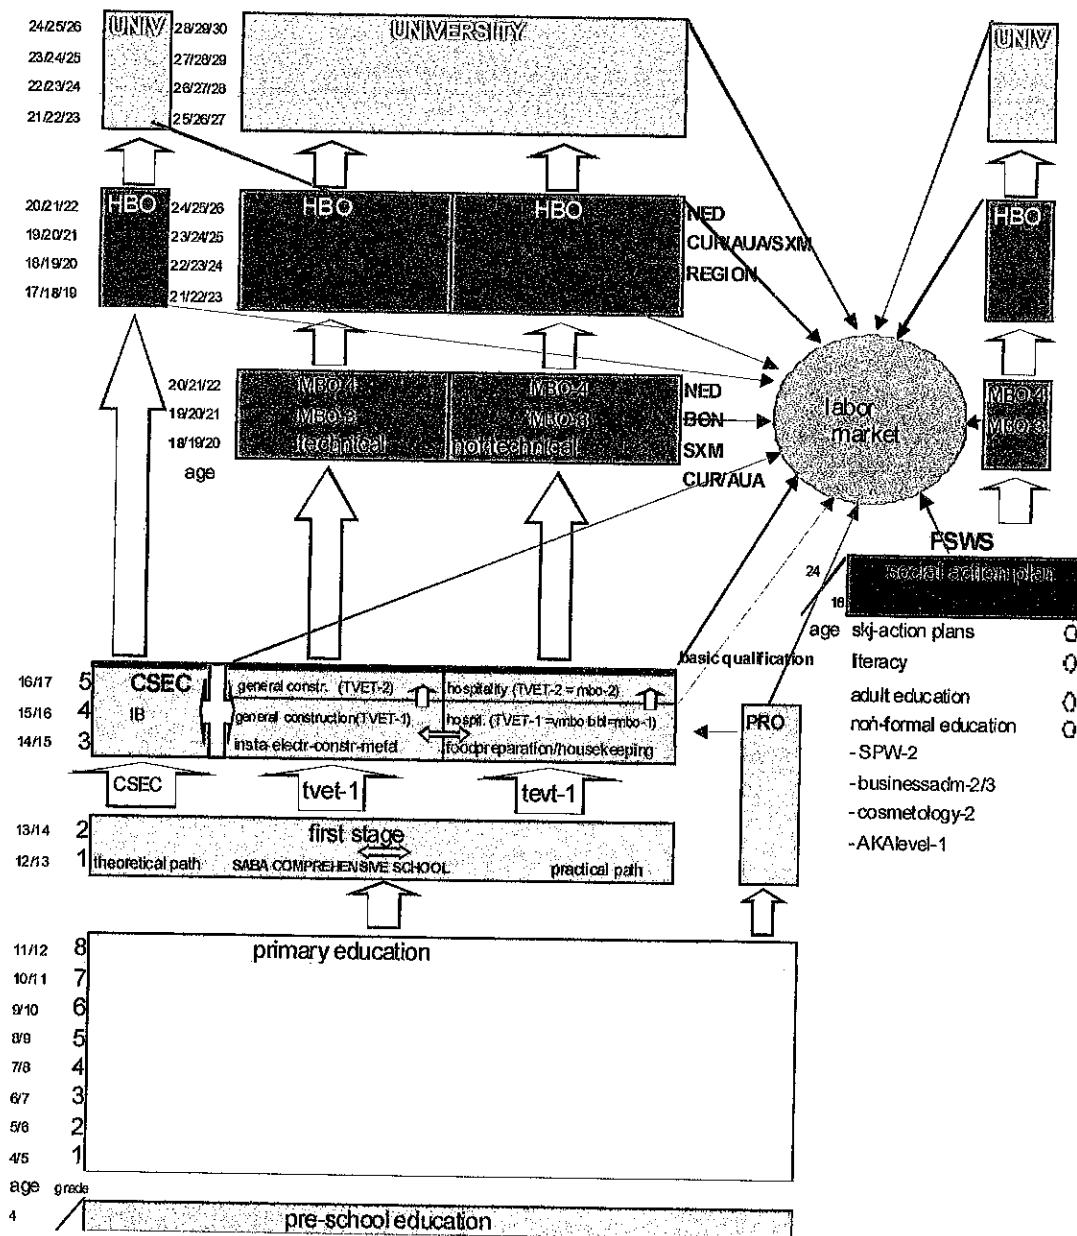 24/25/26 UNIV 28/29/30 UNIVERSITY UNIV
23/24/25 27/28/29
22/23/24 26/27/28
21/22/23 25/26/27
20/21/22 HBO 24/25/26 HBO HBO NED HBO
19/20/21 23/24/25 CUR/AUA/SXM
18/19/20 22/23/24 REGION
17/18/19 21/22/23
20/21/22 MBO-4 MBO-4 NED MBO-4
19/20/21 MBO-3 MBO-3 BON MBO-3
18/19/20 technical not technical SXM
age CUR/AUA
labor
market
FSWS
24 social action plan
16
age skj-action plans
basic qualification literacy
adult education
non-formal education
-SPW-2
-businessadm-2/3
-cosmetology-2
-AKAlevel-1
16/17 5 CSEC general constr. (TVET-2) hospitality (TVET-2 = mbo-2)
15/16 4 IB general construction(TVET-1) hospit. (TVET-1 =vmbo bbl=mbo-1) PRO
14/15 3 insta-electr-constr-metal foodpreparation/housekeeping
CSEC tvet-1 tevt-1
13/14 2 first stage
12/13 1 theoretical path SABA COMPREHENSIVE SCHOOL practical path
11/12 8 primary education
10/11 7
9/10 6
8/9 5
7/8 4
6/7 3
5/6 2
4/5 1
age grade
4 pre-school education